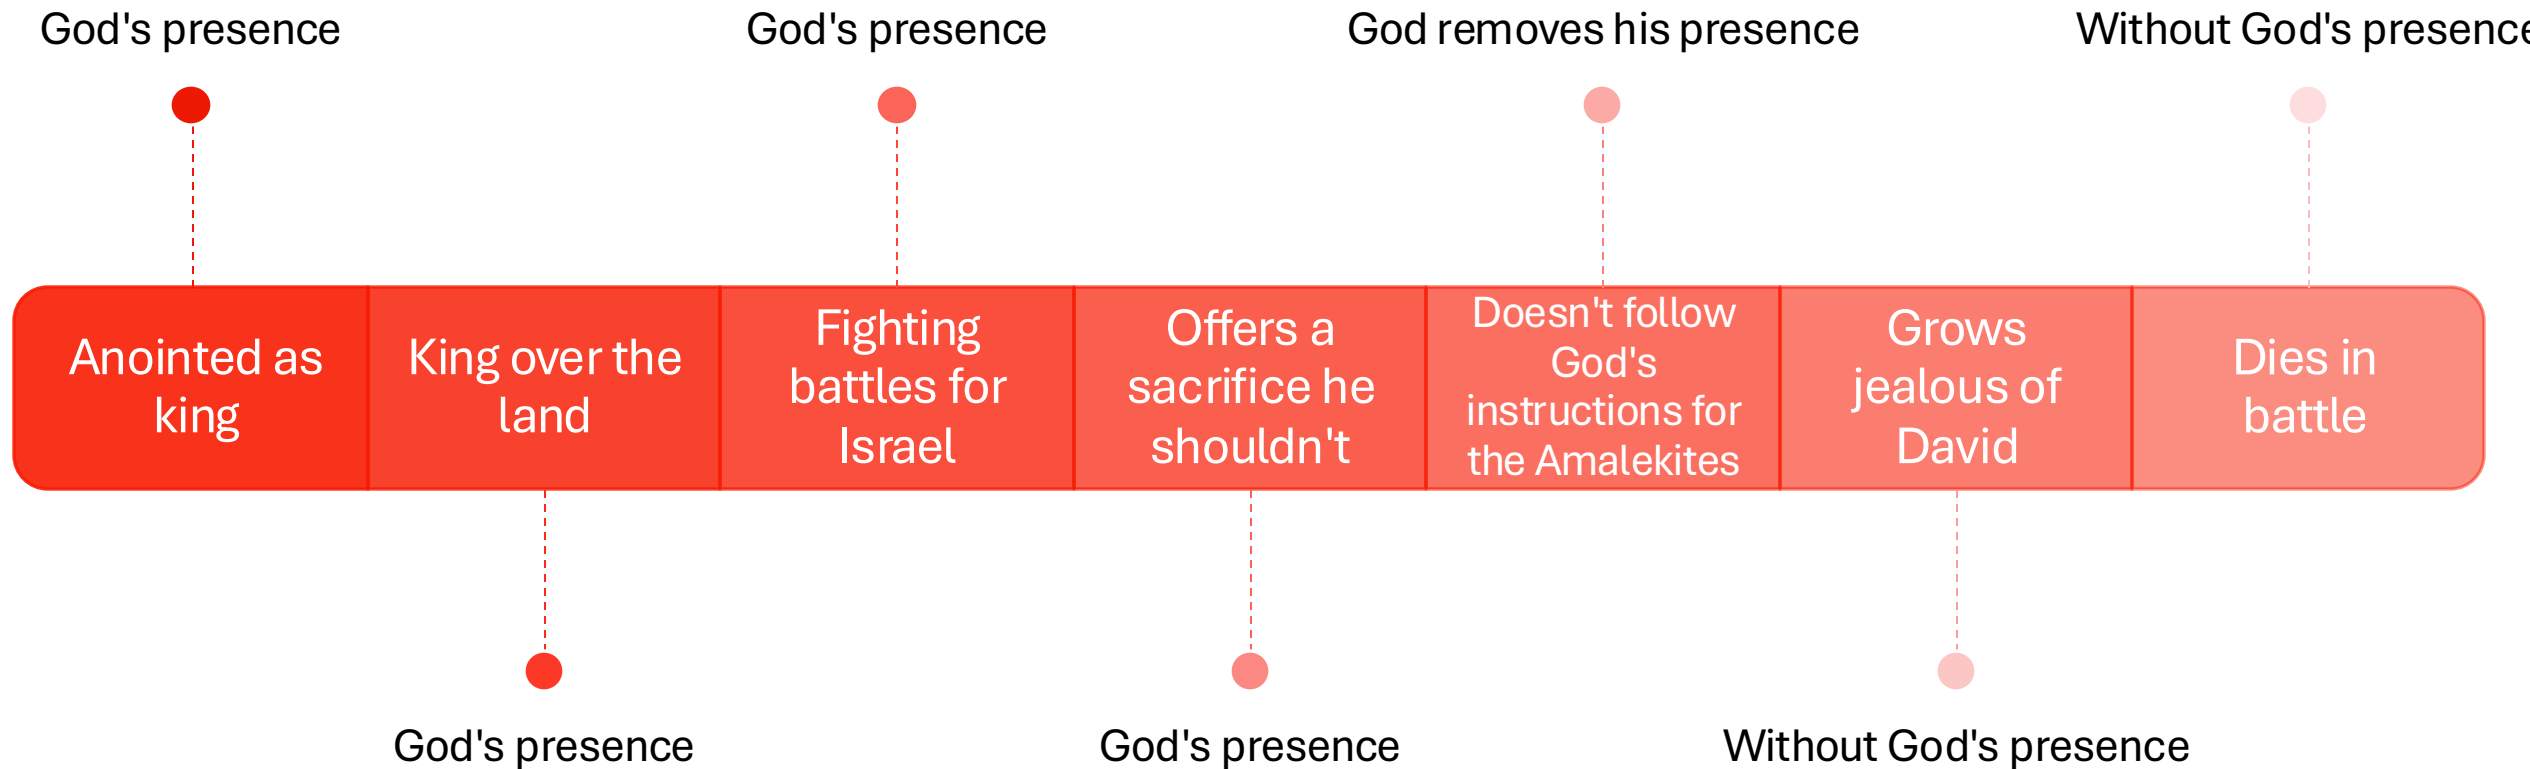 God's presence
God's presence
God removes his presence
Without God's presence
Anointed as
king
King over the
land
Fighting
battles for
Israel
Offers a
sacrifice he
shouldn't
Doesn't follow
God's
instructions for
the Amalekites
Grows
jealous of
David
Dies in
battle
God's presence
God's presence
Without God's presence